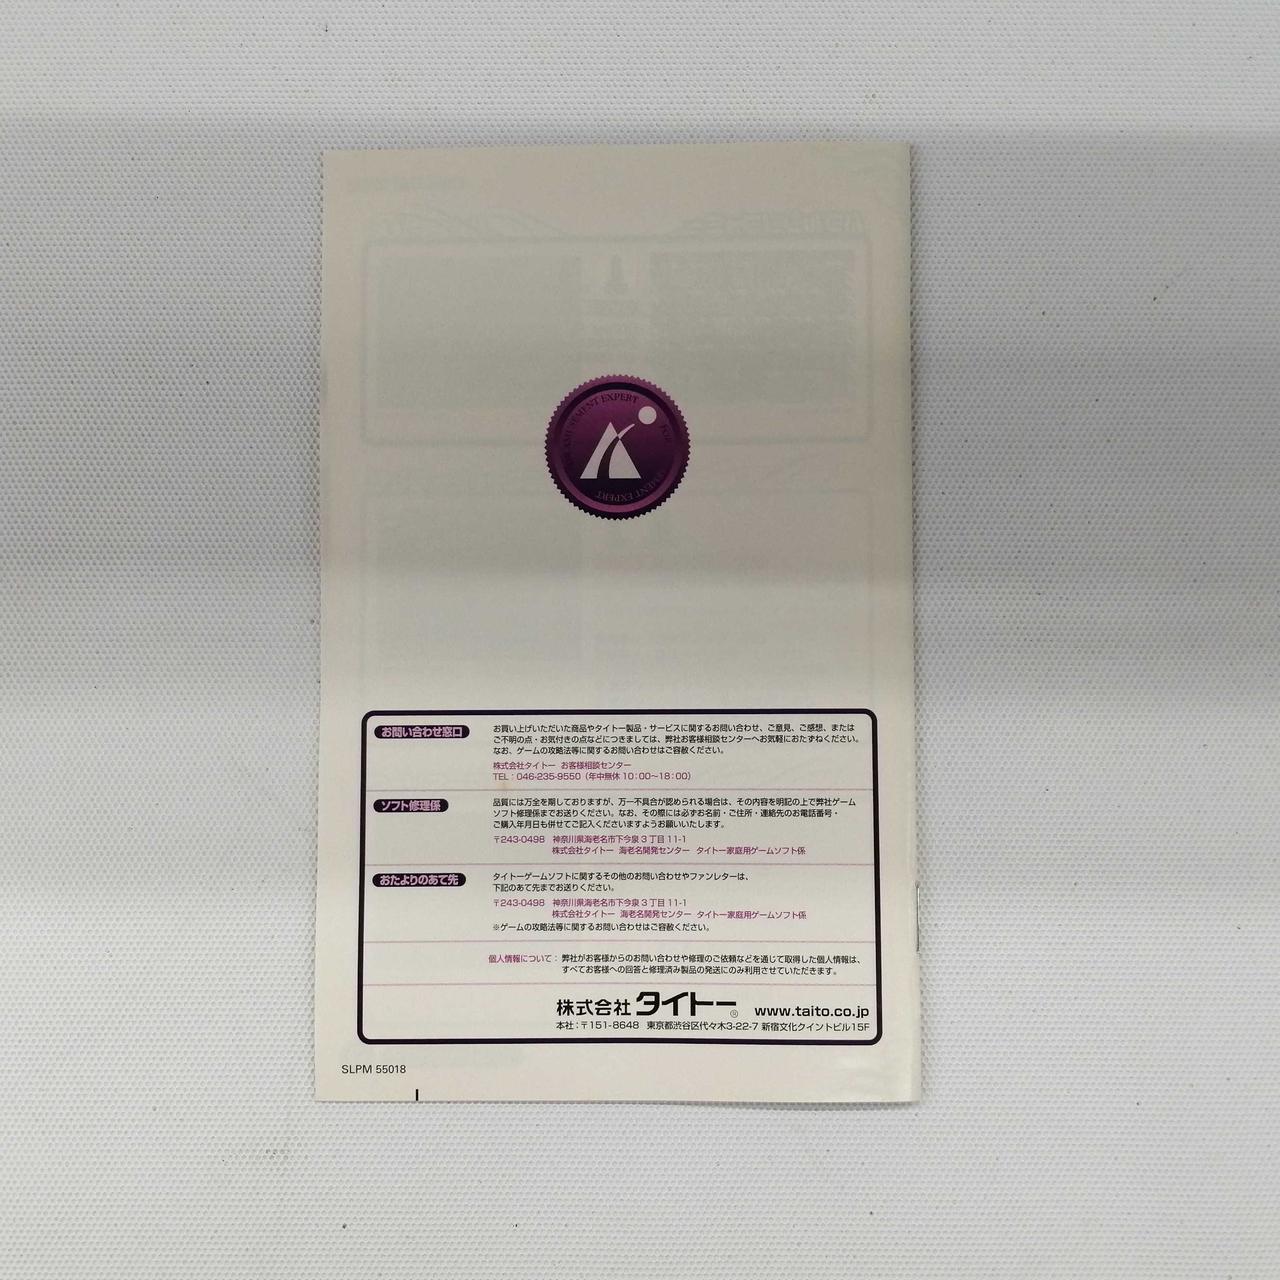 AMUSEMENT EXPERT
FOR
お問い合わせ窓口
お買い上げいただいた商品やタイトー製品・サービスに関するお問い合わせ、ご意見、ご感想、または
ご不明の点・お気付きの点などにつきましては、弊社お客様相談センターへお気軽におたずねください。
なお、ゲームの攻略法等に関するお問い合わせはご容赦ください。
株式会社タイトー お客様相談センター
TEL：046-235-9550（年中無休 10：00〜18：00）
ソフト修理係
品質には万全を期しておりますが、万一不具合が認められる場合は、その内容を明記の上で弊社ゲーム
ソフト修理係までお送りください。なお、その際には必ずお名前・ご住所・連絡先のお電話番号・
ご購入年月日も併せてご記入くださいますようお願いいたします。
〒243-0498 神奈川県海老名市下今泉３丁目11-1
株式会社タイトー 海老名開発センター タイトー家庭用ゲームソフト係
おたよりのあて先
タイトーゲームソフトに関するその他のお問い合わせやファンレターは、
下記のあて先までお送りください。
〒243-0498 神奈川県海老名市下今泉３丁目11-1
株式会社タイトー 海老名開発センター タイトー家庭用ゲームソフト係
※ゲームの攻略法等に関するお問い合わせはご容赦ください。
個人情報について：弊社がお客様からのお問い合わせや修理のご依頼などを通じて取得した個人情報は、
すべてお客様への回答と修理済み製品の発送にのみ利用させていただきます。
株式会社 タイトー® www.taito.co.jp
本社：〒151-8648 東京都渋谷区代々木3-22-7 新宿文化クイントビル15F
SLPM 55018